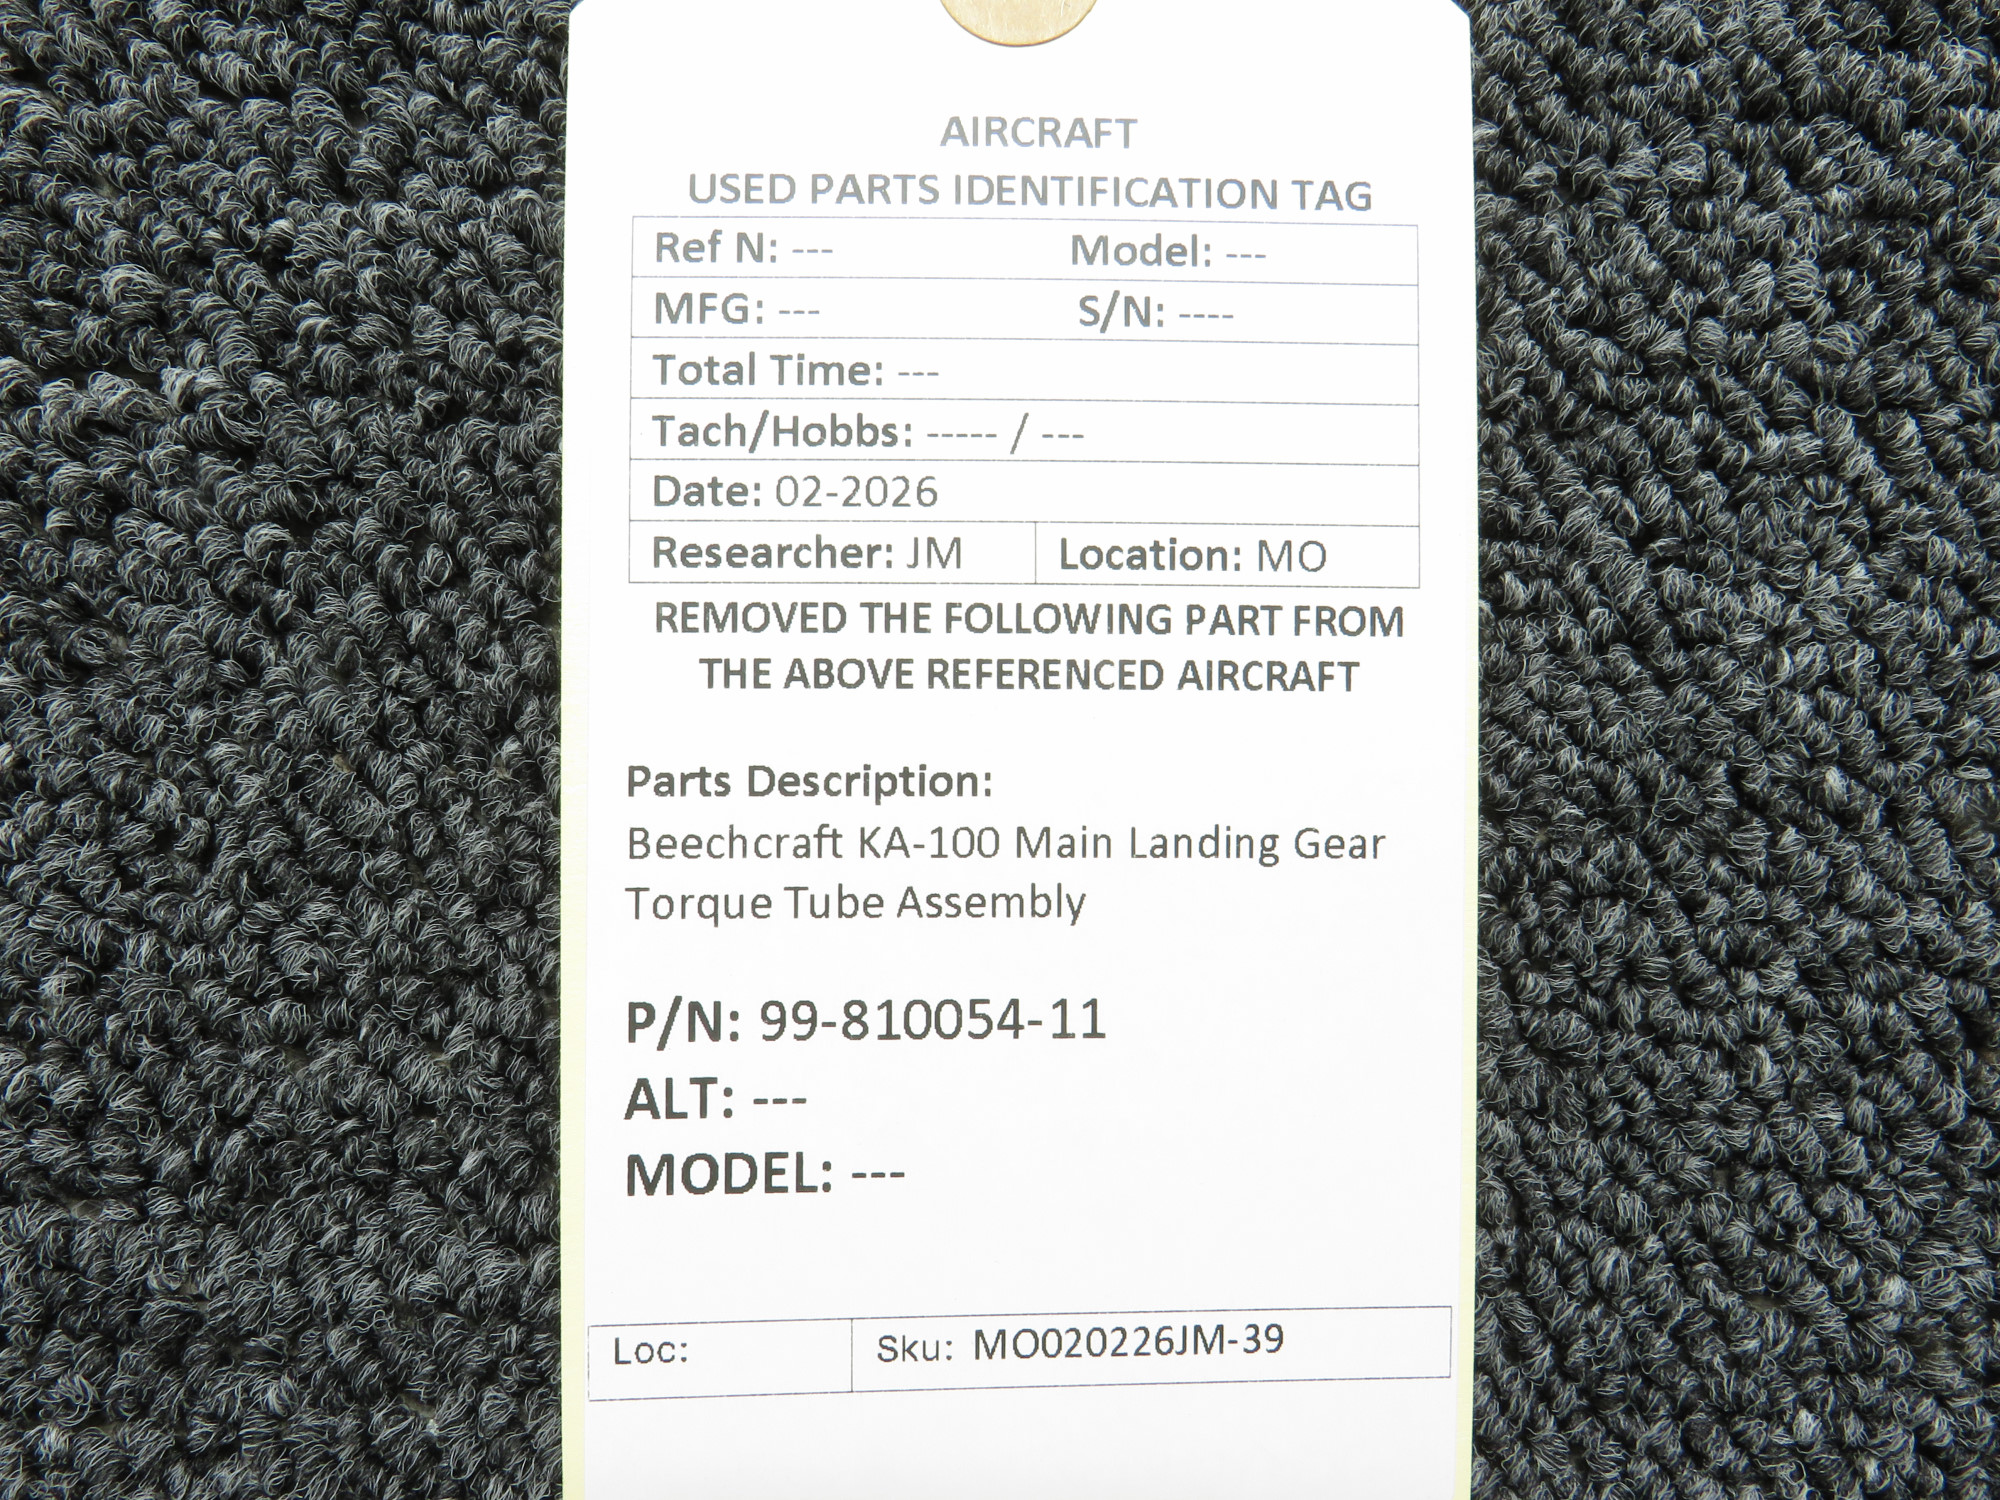 AIRCRAFT
USED PARTS IDENTIFICATION TAG
Ref N: --- Model: ---
MFG: --- S/N: ----
Total Time: ---
Tach/Hobbs: ----- / ---
Date: 02-2026
Researcher: JM Location: MO
REMOVED THE FOLLOWING PART FROM
THE ABOVE REFERENCED AIRCRAFT
Parts Description:
Beechcraft KA-100 Main Landing Gear
Torque Tube Assembly
P/N: 99-810054-11
ALT: ---
MODEL: ---
Loc: Sku: MO020226JM-39